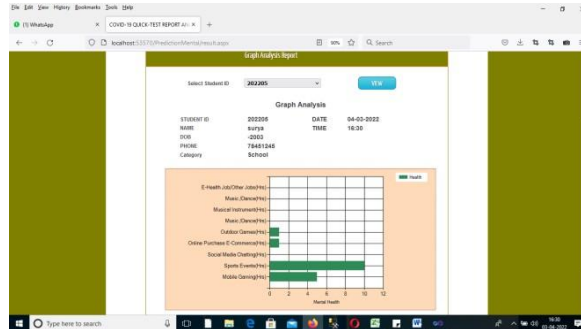 File Edit View History Bookmarks Tools Help
(1) WhatsApp
COVID-19 QUICK-TEST REPORT AN
localhost:53570/PredictionMental/result.aspx
90%
Search
Graph Analysis Report
Select Student ID
202205
VIEW
Graph Analysis
STUDENT ID 202205 DATE 04-03-2022
NAME surya TIME 16:30
DOB -2003
PHONE 78451245
Category School
Health
E-Health Job/Other Jobs(Hrs)
Music /Dance(Hrs)
Musical Instrument(Hrs)
Music /Dance(Hrs)
Outdoor Games(Hrs)
Online Purchase E-Commerce(Hrs)
Social Media Chatting(Hrs)
Sports Events(Hrs)
Mobile Gaming(Hrs)
0 2 4 6 8 10 12
Mental Health
Type here to search
16:30
03-04-2022